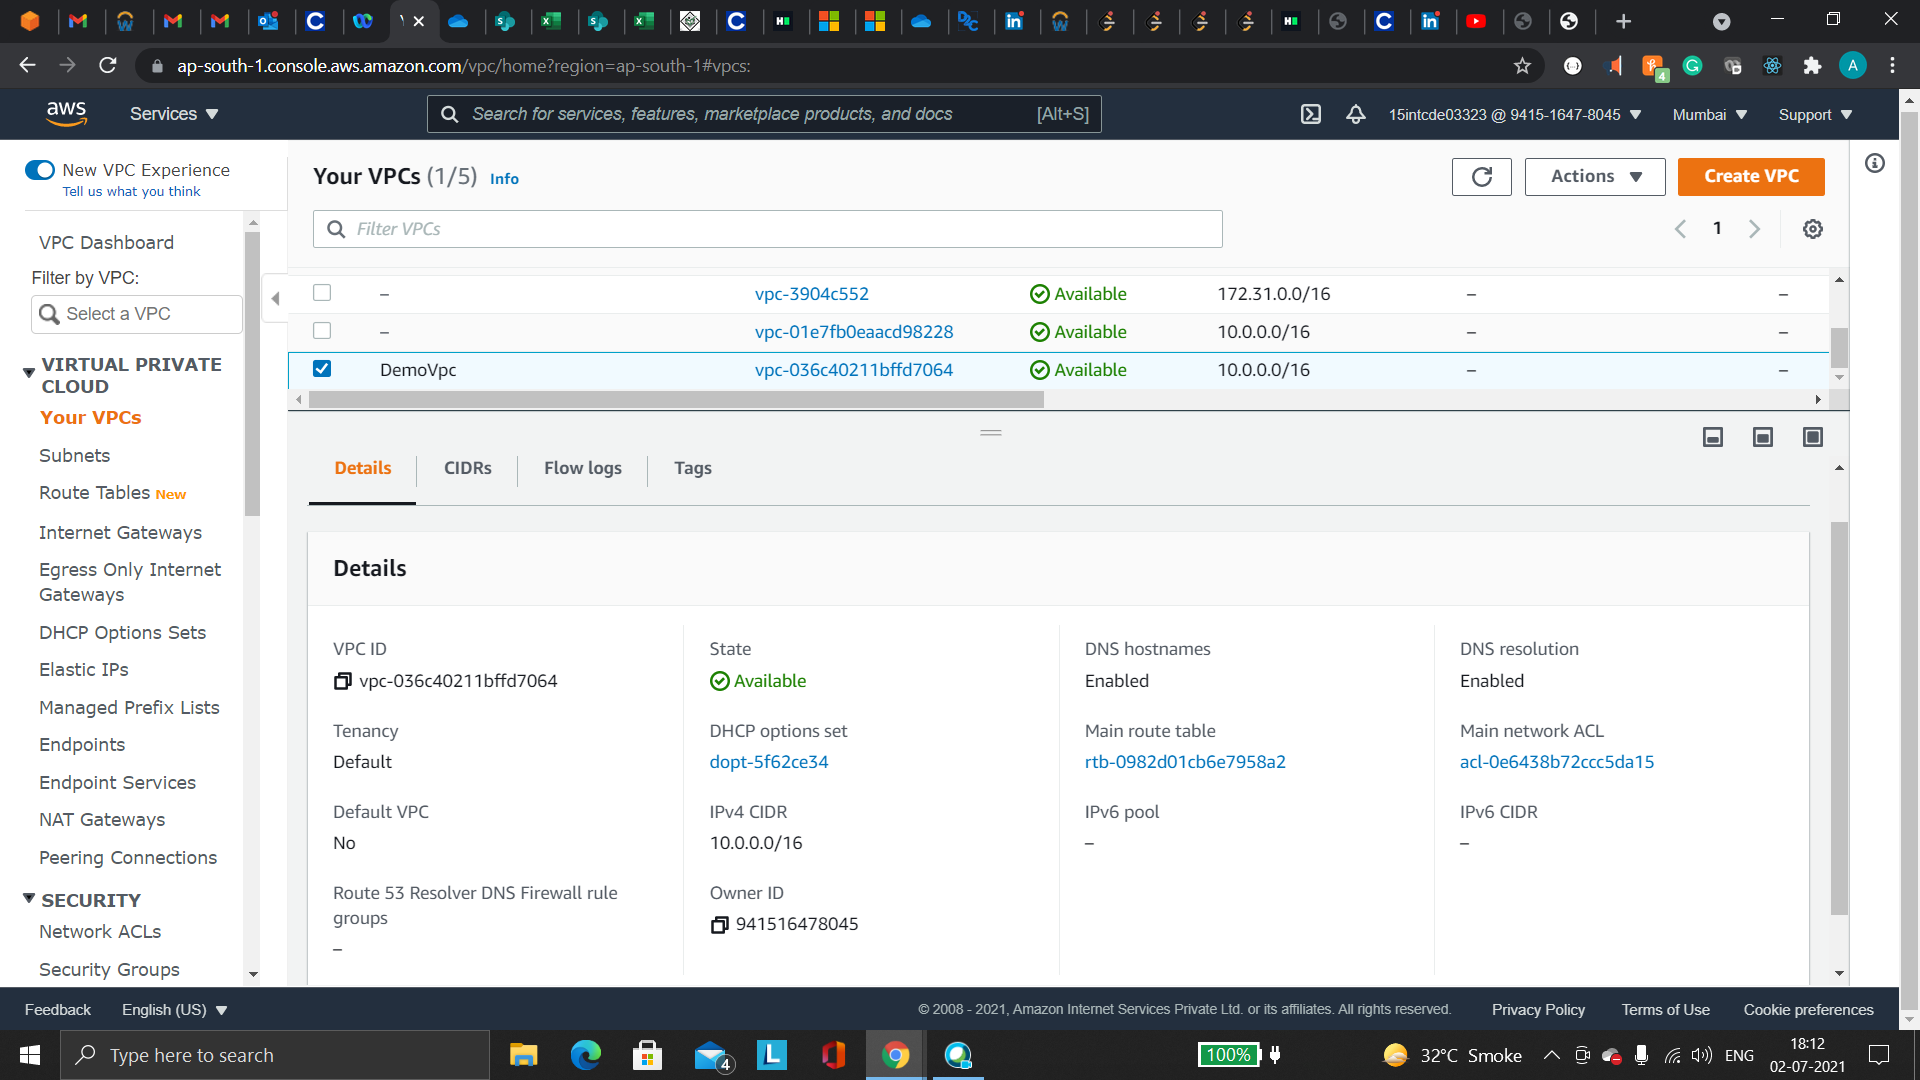 ap-south-1.console.aws.amazon.com/vpc/home?region=ap-south-1#vpcs:
A
4
aws
Services
Search for services, features, marketplace products, and docs
[Alt+S]
15intcde03323 @ 9415-1647-8045
Mumbai
Support
New VPC Experience
Tell us what you think
VPC Dashboard
Filter by VPC:
Select a VPC
VIRTUAL PRIVATE
CLOUD
Your VPCs
Subnets
Route Tables New
Internet Gateways
Egress Only Internet
Gateways
DHCP Options Sets
Elastic IPs
Managed Prefix Lists
Endpoints
Endpoint Services
NAT Gateways
Peering Connections
SECURITY
Network ACLs
Security Groups
Your VPCs (1/5) Info
Actions
Create VPC
Filter VPCs
1
– vpc-3904c552 Available 172.31.0.0/16 – –
– vpc-01e7fb0eaacd98228 Available 10.0.0.0/16 – –
DemoVpc vpc-036c40211bffd7064 Available 10.0.0.0/16 – –
Details
CIDRs
Flow logs
Tags
Details
VPC ID
vpc-036c40211bffd7064
State
Available
DNS hostnames
Enabled
DNS resolution
Enabled
Tenancy
Default
DHCP options set
dopt-5f62ce34
Main route table
rtb-0982d01cb6e7958a2
Main network ACL
acl-0e6438b72ccc5da15
Default VPC
No
IPv4 CIDR
10.0.0.0/16
IPv6 pool
–
IPv6 CIDR
–
Route 53 Resolver DNS Firewall rule
groups
–
Owner ID
941516478045
Feedback
English (US)
© 2008 - 2021, Amazon Internet Services Private Ltd. or its affiliates. All rights reserved.
Privacy Policy
Terms of Use
Cookie preferences
Type here to search
4
L
100%
32°C Smoke
ENG
18:12
02-07-2021